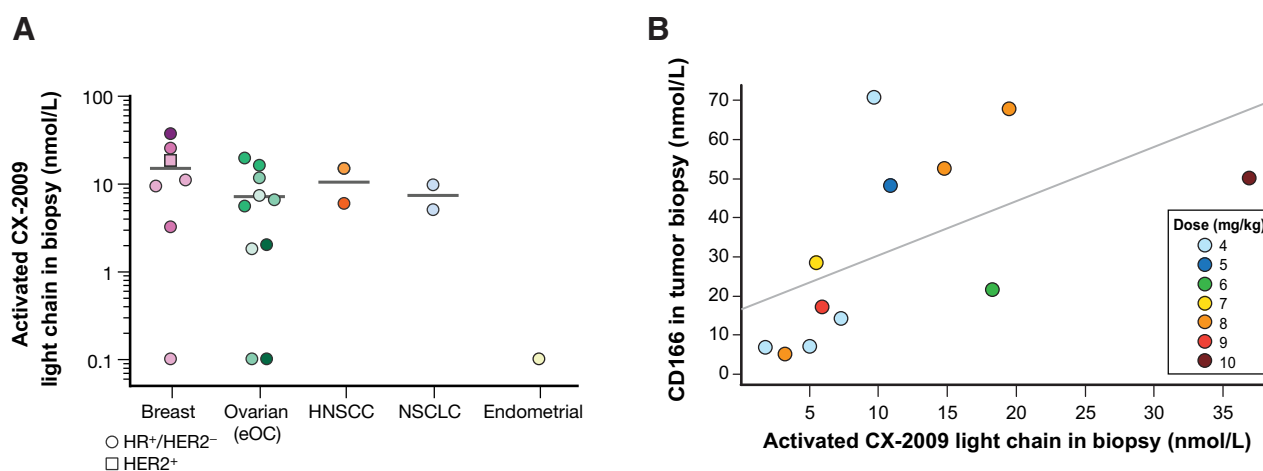 A
Activated CX-2009
light chain in biopsy (nmol/L)
100
10
1
0.1
Breast
Ovarian
(eOC)
HNSCC
NSCLC
Endometrial
HR⁺/HER2⁻
HER2⁺
B
CD166 in tumor biopsy (nmol/L)
70
60
50
40
30
20
10
0
5
10
15
20
25
30
35
Activated CX-2009 light chain in biopsy (nmol/L)
Dose (mg/kg)
4
5
6
7
8
9
10